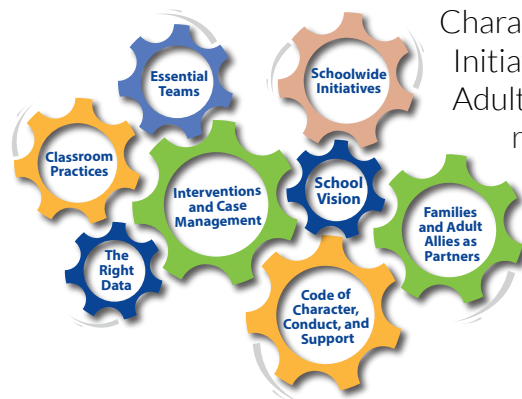 Essential
Teams
Schoolwide
Initiatives
Classroom
Practices
Interventions
and Case
Management
School
Vision
Families
and Adult
Allies as
Partners
The
Right
Data
Code of
Character,
Conduct, and
Support
Chara
Initia
Adult